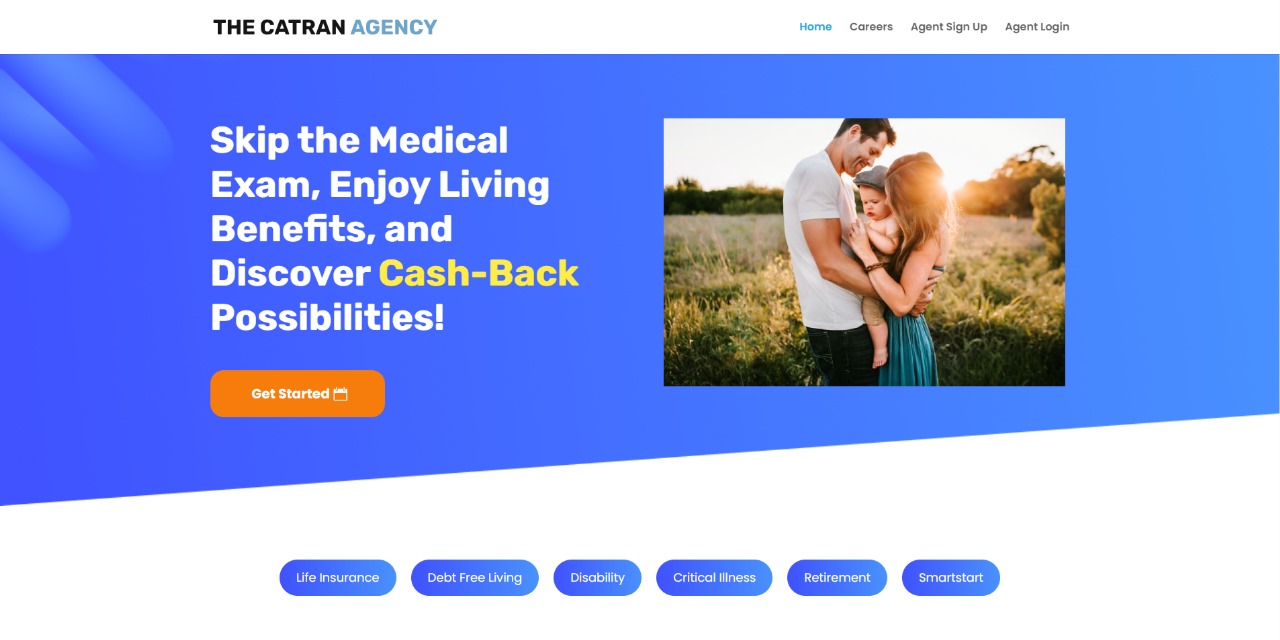 THE CATRAN AGENCY
Home Careers Agent Sign Up Agent Login
Skip the Medical
Exam, Enjoy Living
Benefits, and
Discover Cash-Back
Possibilities!
Get Started
Life Insurance Debt Free Living Disability Critical Illness Retirement Smartstart